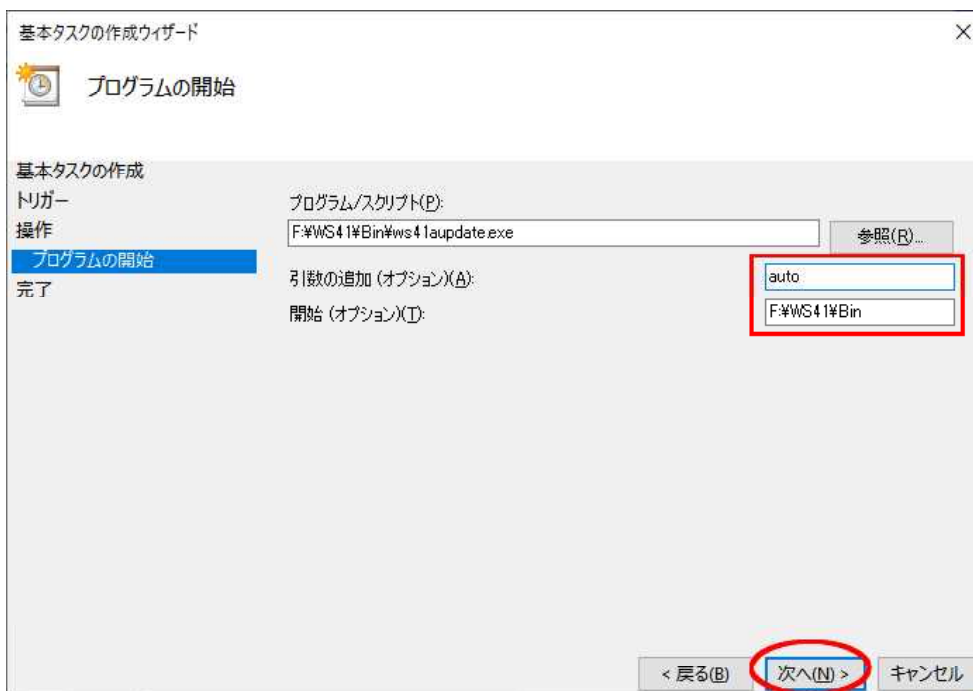 基本タスクの作成ウィザード
プログラムの開始
基本タスクの作成
トリガー
操作
プログラムの開始
完了
プログラム/スクリプト(P):
F:¥WS41¥Bin¥ws41aupdate.exe
参照(R)...
引数の追加 (オプション)(A):
auto
開始 (オプション)(T):
F:¥WS41¥Bin
< 戻る(B)
次へ(N) >
キャンセル